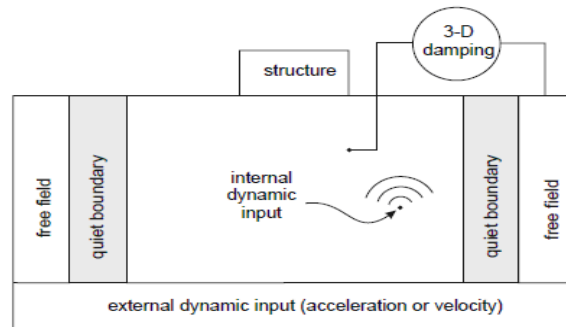 3-D
damping
structure
free field
quiet boundary
internal
dynamic
input
quiet boundary
free field
external dynamic input (acceleration or velocity)